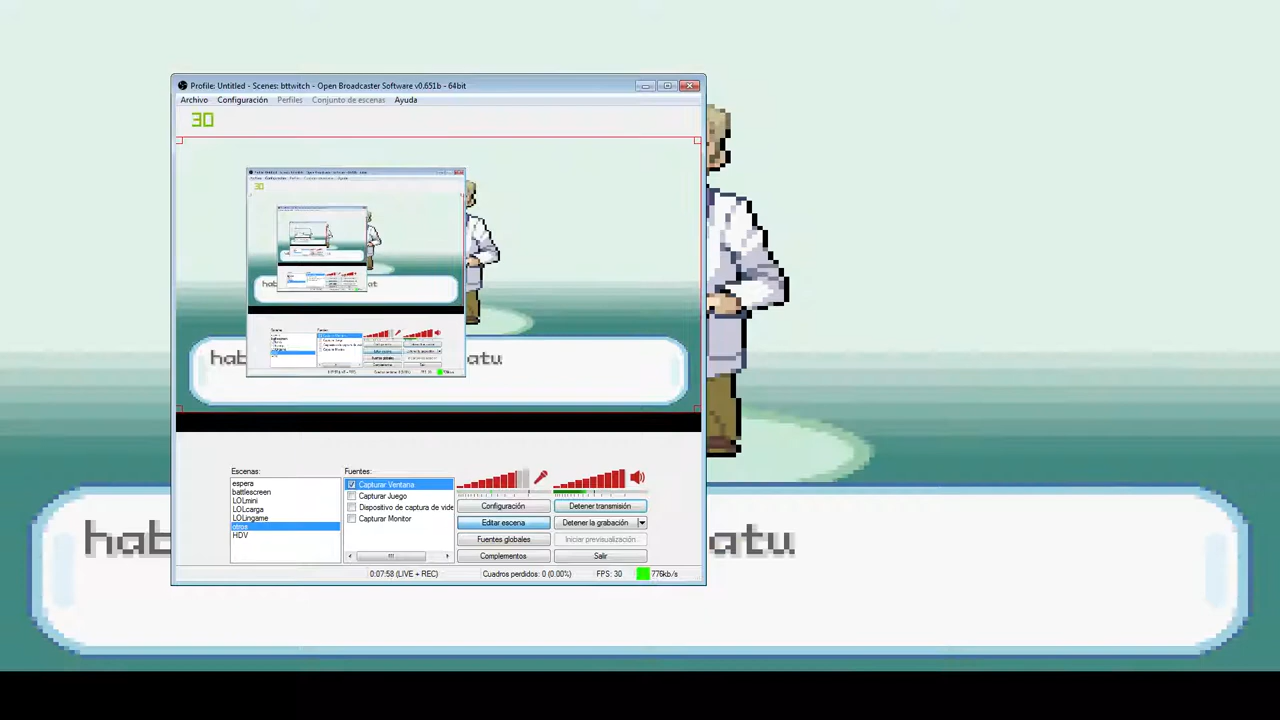 Profile: Untitled - Scenes: bttwitch - Open Broadcaster Software v0.651b - 64bit
Archivo Configuración Perfiles Conjunto de escenas Ayuda
30
30
hab atu
Escenas: Fuentes:
espera
battlescreen
LOLmini
LOLcarga
LOLingame
otros
HDV
Capturar Ventana
Capturar Juego
Dispositivo de captura de vide
Capturar Monitor
Configuración Detener transmisión
Editar escena Detener la grabación
Fuentes globales Iniciar previsualización
Complementos Salir
0:07:58 (LIVE + REC) Cuadros perdidos: 0 (0.00%) FPS: 30 776kb/s
hab atu